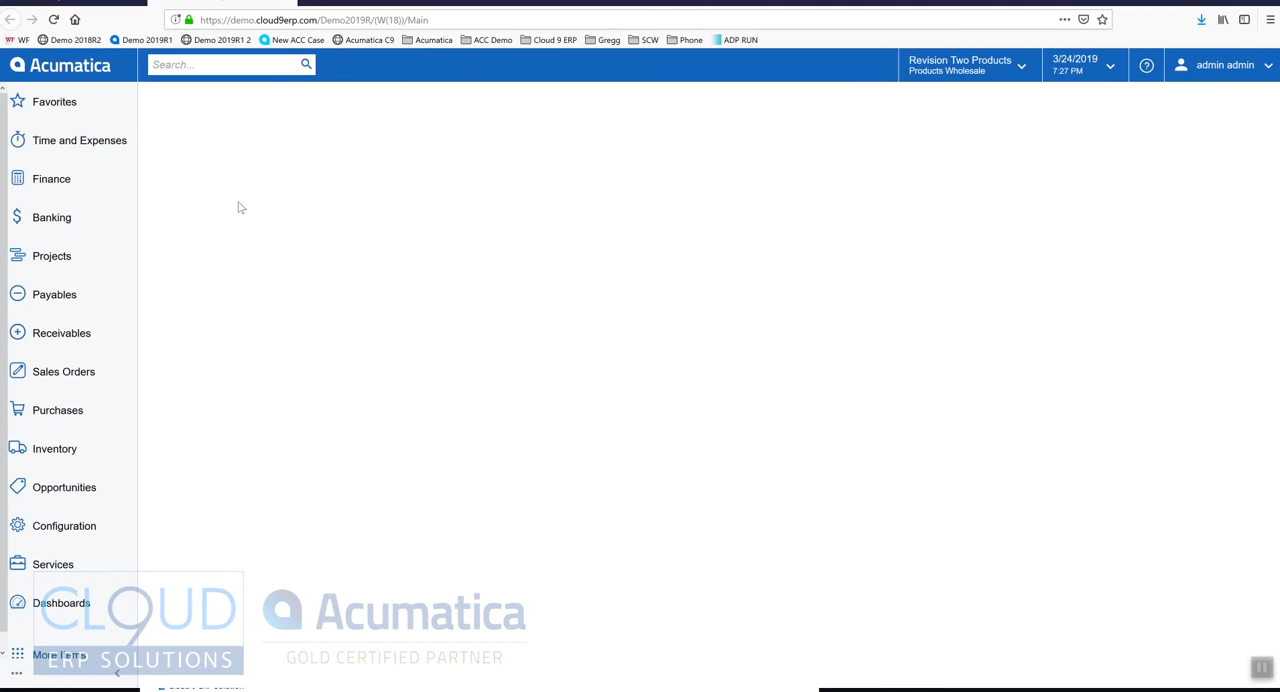 https://demo.cloud9erp.com/Demo2019R/(W(18))/Main
WF Demo 2018R2 Demo 2019R1 Demo 2019R1 2 New ACC Case Acumatica C9 Acumatica ACC Demo Cloud 9 ERP Gregg SCW Phone ADP RUN
Acumatica
Search...
Revision Two Products
Products Wholesale
3/24/2019
7:27 PM
admin admin
Favorites
Time and Expenses
Finance
Banking
Projects
Payables
Receivables
Sales Orders
Purchases
Inventory
Opportunities
Configuration
Services
Dashboards
More Items
CLOUD
9
ERP SOLUTIONS
Acumatica
GOLD CERTIFIED PARTNER